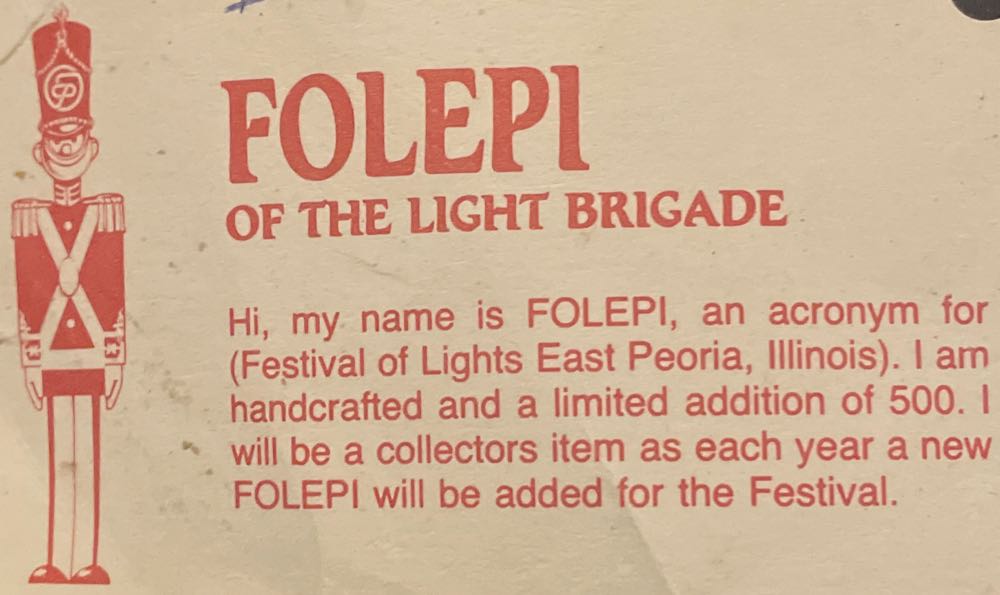 FOLEPI
OF THE LIGHT BRIGADE
Hi, my name is FOLEPI, an acronym for
(Festival of Lights East Peoria, Illinois). I am
handcrafted and a limited addition of 500. I
will be a collectors item as each year a new
FOLEPI will be added for the Festival.